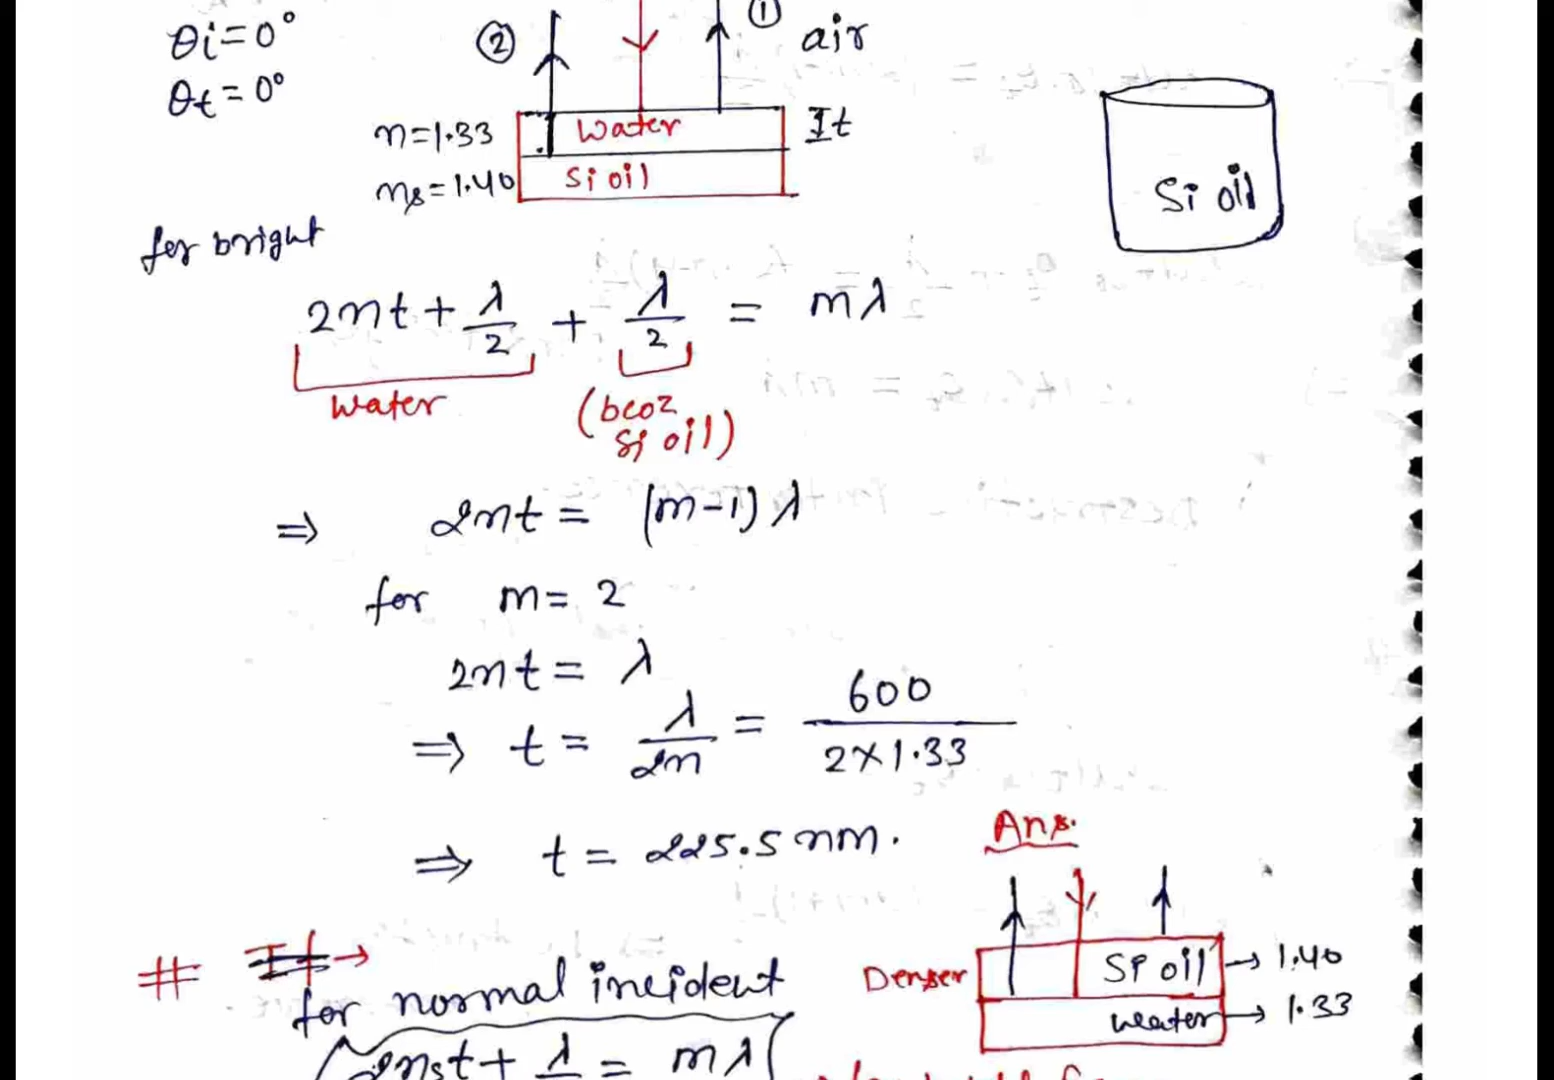 θi=0°
θt=0°
② ① air
n=1.33 water It
ns=1.40 Si oil
Si oil
for bright
2nt + λ/2 + λ/2 = mλ
water (bcoz Si oil)
⇒ 2nt = (m-1) λ
for m= 2
2nt = λ
⇒ t = λ/2n = 600/2×1.33
⇒ t = 225.5 nm. Ans.
# →
for normal incident
Denser Si oil → 1.40
water → 1.33
2nst + λ = mλ